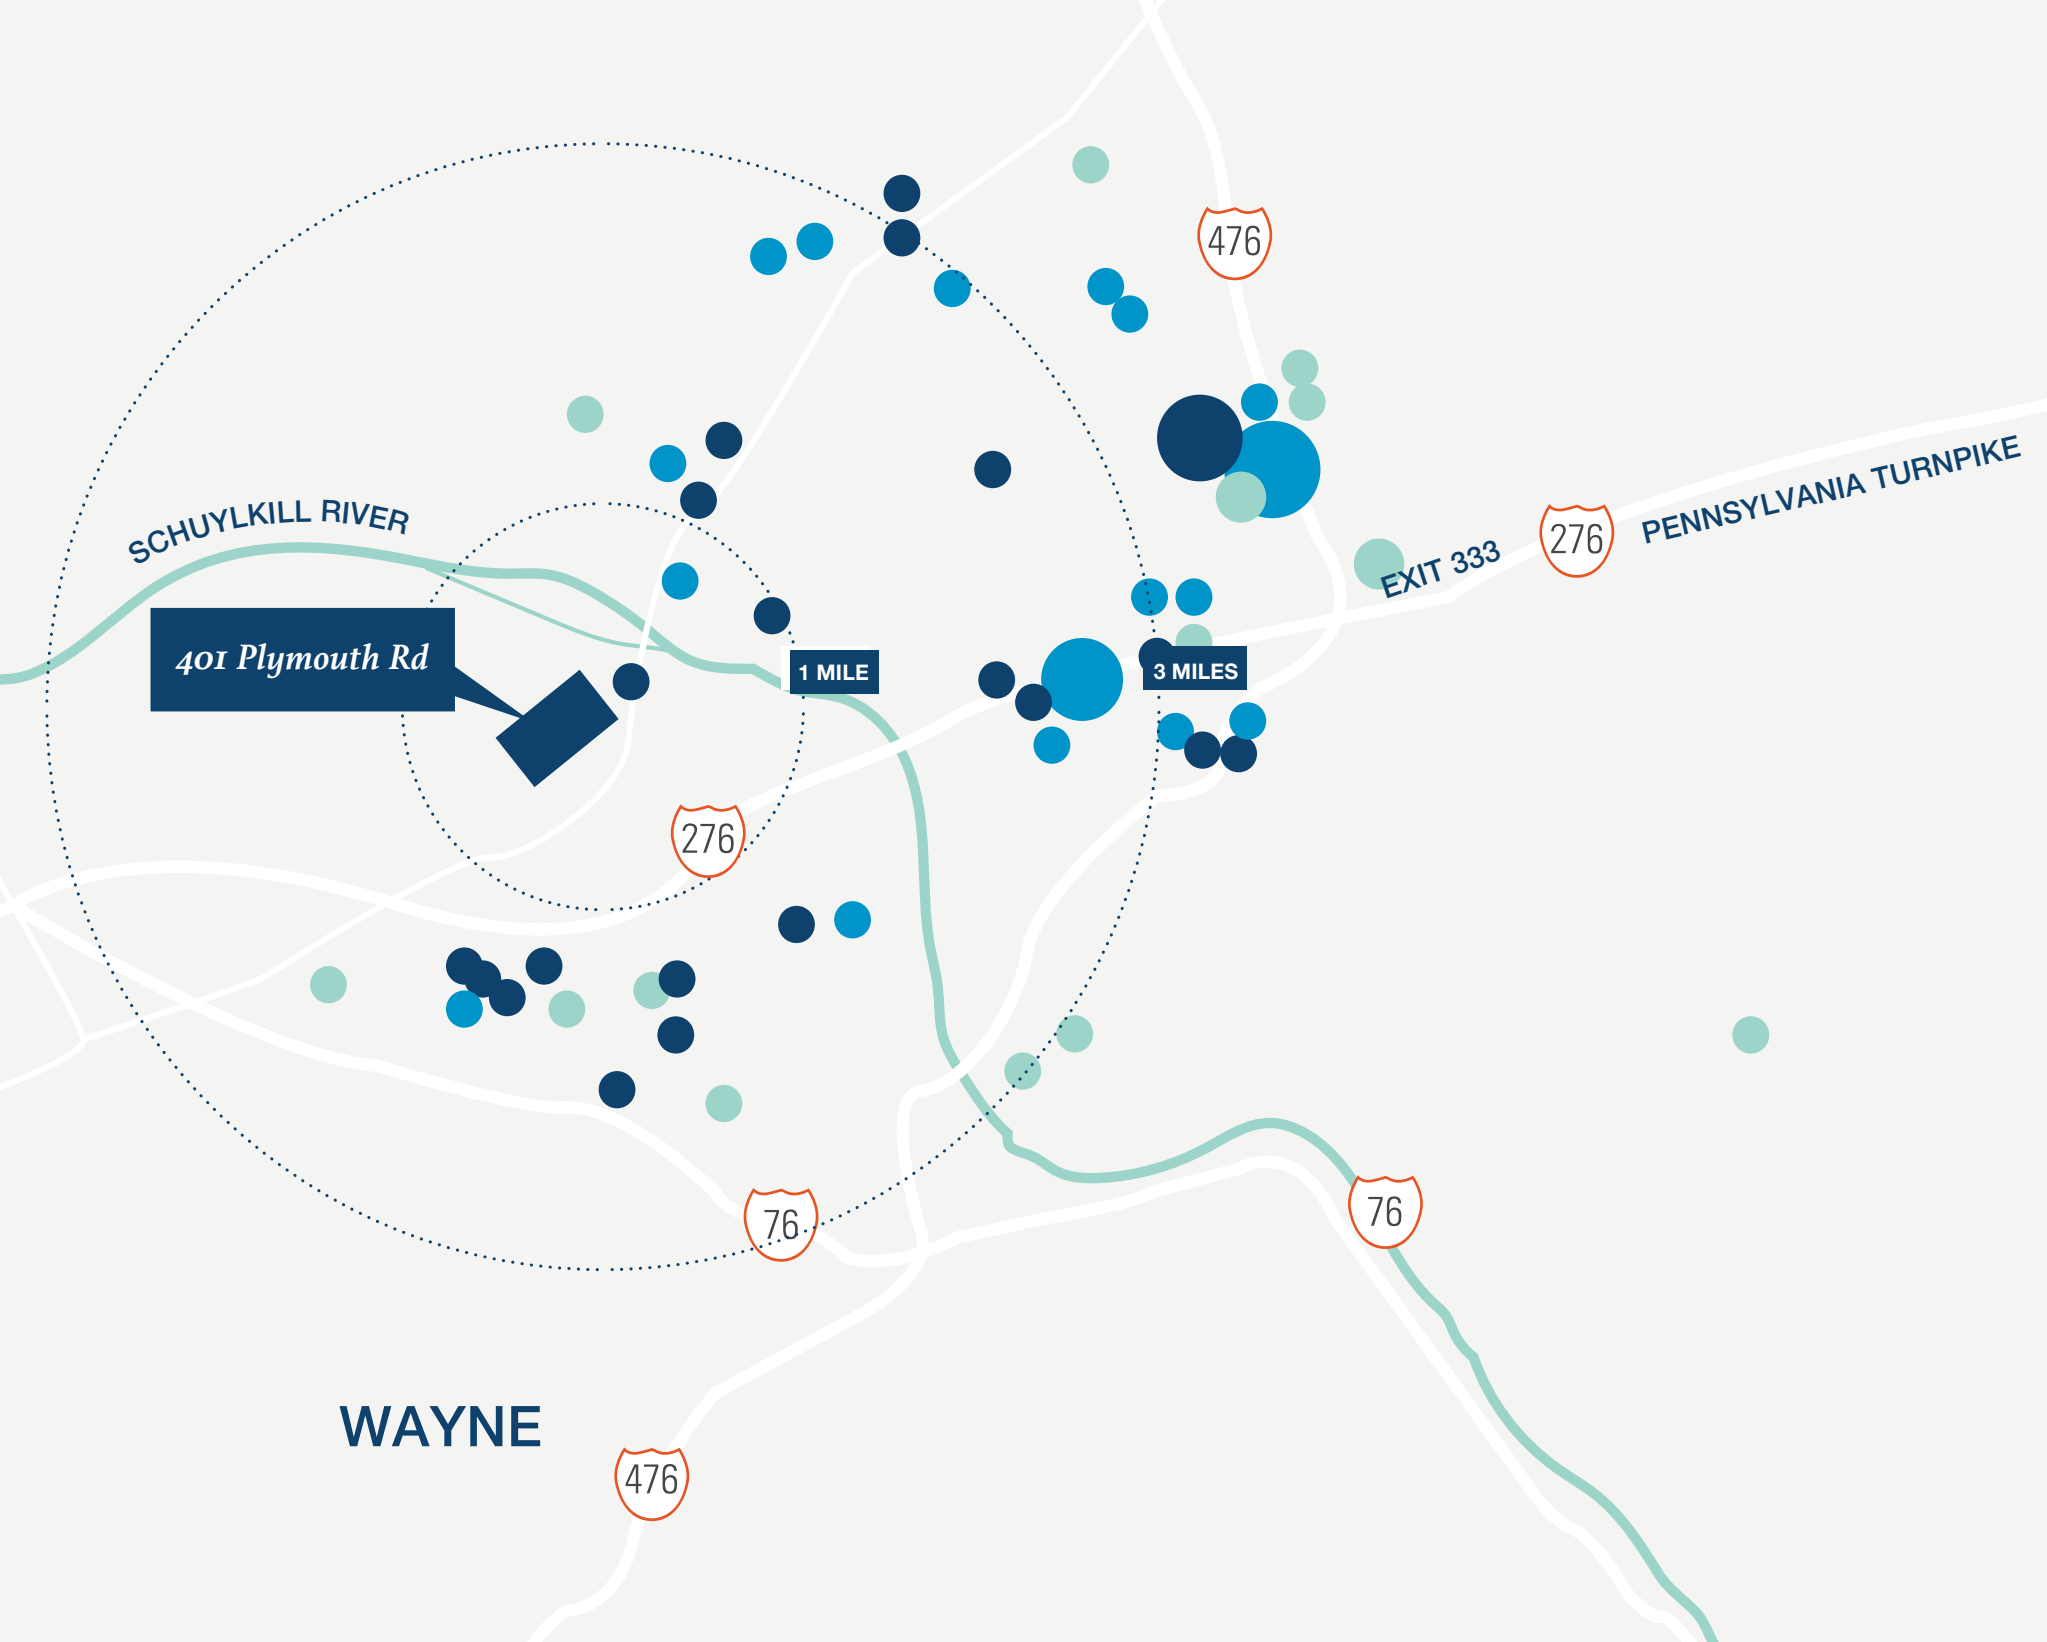 476
SCHUYLKILL RIVER
PENNSYLVANIA TURNPIKE
276
EXIT 333
401 Plymouth Rd
1 MILE
3 MILES
276
76
76
WAYNE
476